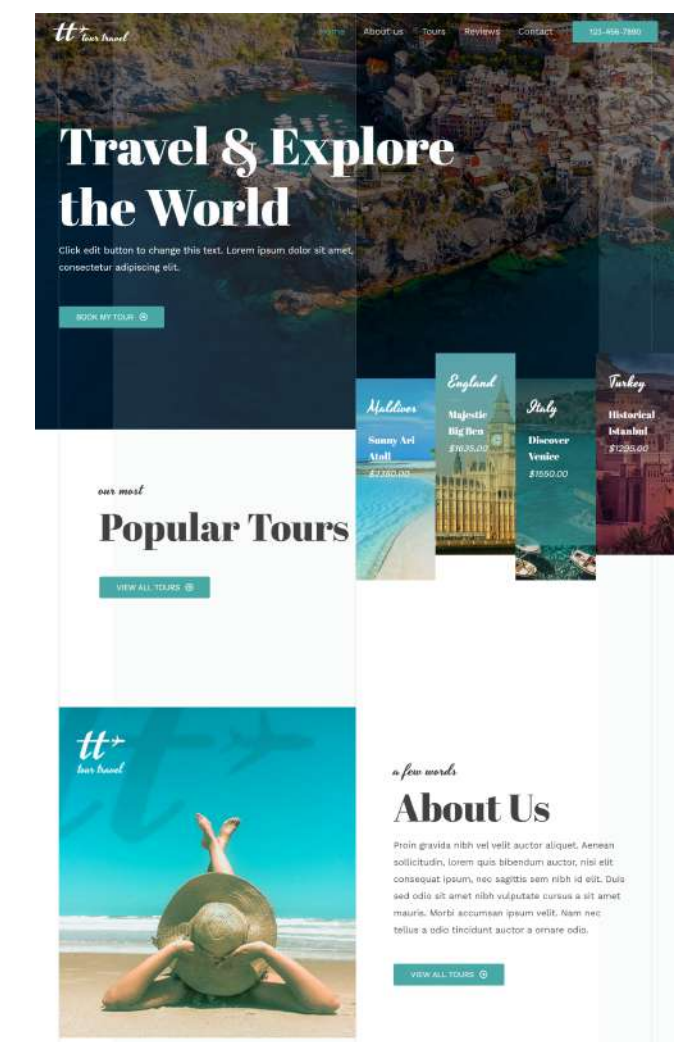 tt
tour travel
Home About us Tours Reviews Contact 123-456-7890
Travel & Explore
the World
Click edit button to change this text. Lorem ipsum dolor sit amet,
consectetur adipiscing elit.
BOOK MY TOUR
Maldives
Sunny Ari
Atoll
England
Majestic
Big Ben
$1635.00
Italy
Discover
Venice
$1550.00
Turkey
Historical
Istanbul
$1295.00
our most
Popular Tours
VIEW ALL TOURS
tt
tour travel
a few words
About Us
Proin gravida nibh vel velit auctor aliquet. Aenean
sollicitudin, lorem quis bibendum auctor, nisi elit
consequat ipsum, nec sagittis sem nibh id elit. Duis
sed odio sit amet nibh vulputate cursus a sit amet
mauris. Morbi accumsan ipsum velit. Nam nec
tellus a odio tincidunt auctor a ornare odio.
VIEW ALL TOURS